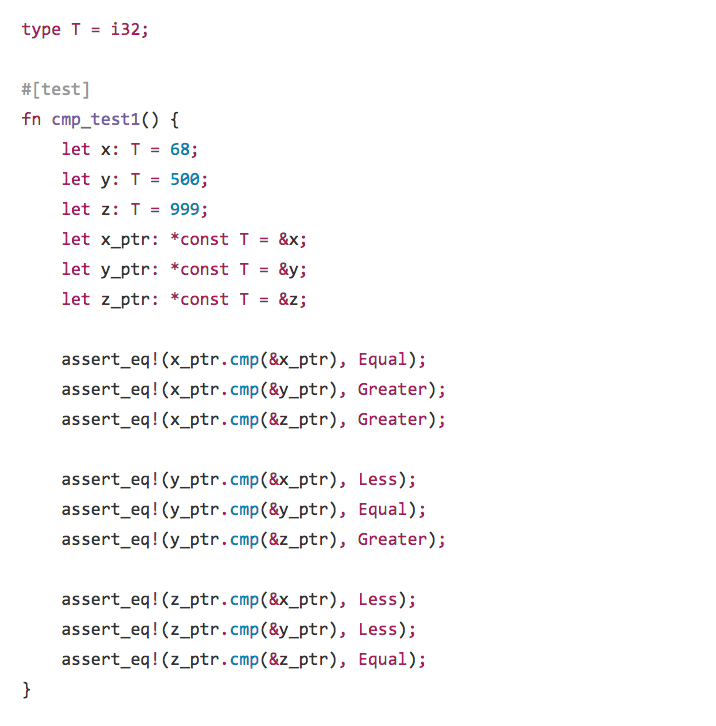 type T = i32;

#[test]
fn cmp_test1() {
    let x: T = 68;
    let y: T = 500;
    let z: T = 999;
    let x_ptr: *const T = &x;
    let y_ptr: *const T = &y;
    let z_ptr: *const T = &z;

    assert_eq!(x_ptr.cmp(&x_ptr), Equal);
    assert_eq!(x_ptr.cmp(&y_ptr), Greater);
    assert_eq!(x_ptr.cmp(&z_ptr), Greater);

    assert_eq!(y_ptr.cmp(&x_ptr), Less);
    assert_eq!(y_ptr.cmp(&y_ptr), Equal);
    assert_eq!(y_ptr.cmp(&z_ptr), Greater);

    assert_eq!(z_ptr.cmp(&x_ptr), Less);
    assert_eq!(z_ptr.cmp(&y_ptr), Less);
    assert_eq!(z_ptr.cmp(&z_ptr), Equal);
}